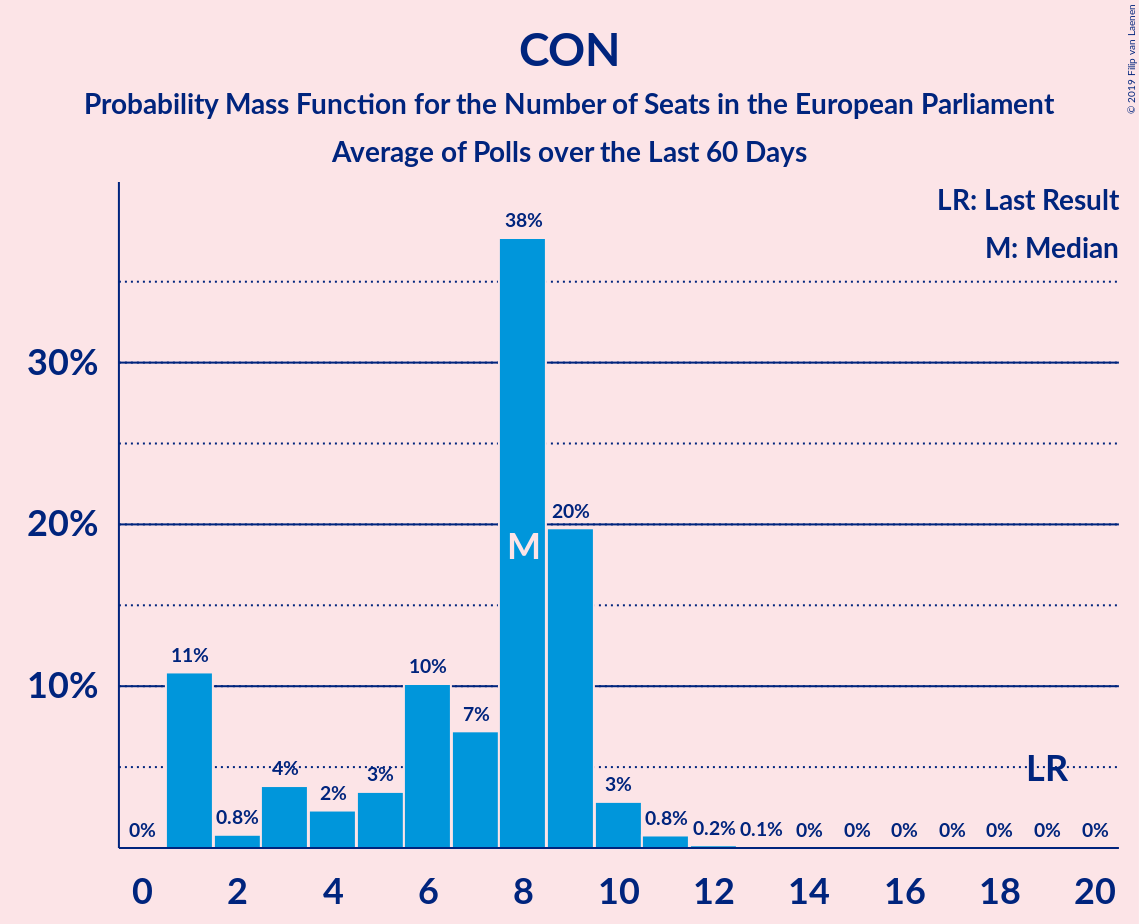 CON
Probability Mass Function for the Number of Seats in the European Parliament
Average of Polls over the Last 60 Days
© 2019 Filip van Laenen
LR: Last Result
M: Median
38%
30%
20%
20%
M
11%
10%
10%
7%
4%
3%
2%
3%
LR
0%
0.8%
0.8%
0.2%
0.1%
0%
0%
0%
0%
0%
0%
0%
0 2 4 6 8 10 12 14 16 18 20